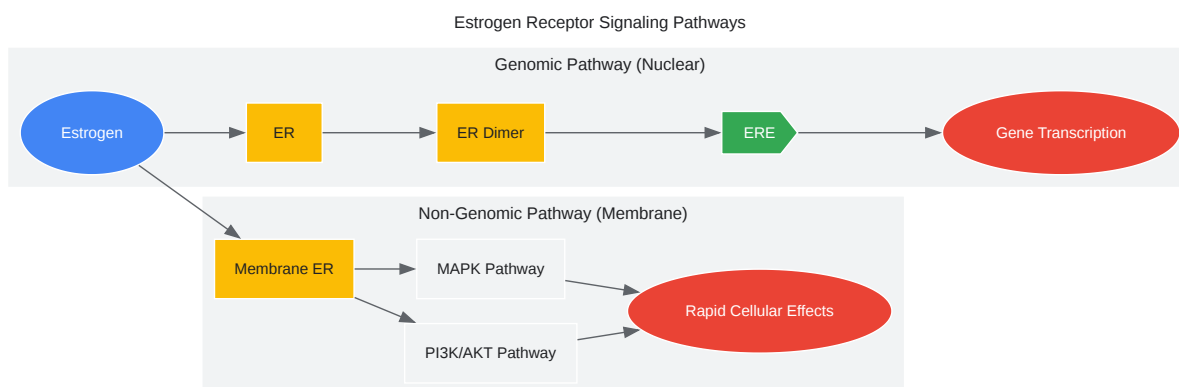 Estrogen Receptor Signaling Pathways
Genomic Pathway (Nuclear)
Estrogen
ER
ER Dimer
ERE
Gene Transcription
Non-Genomic Pathway (Membrane)
Membrane ER
MAPK Pathway
PI3K/AKT Pathway
Rapid Cellular Effects